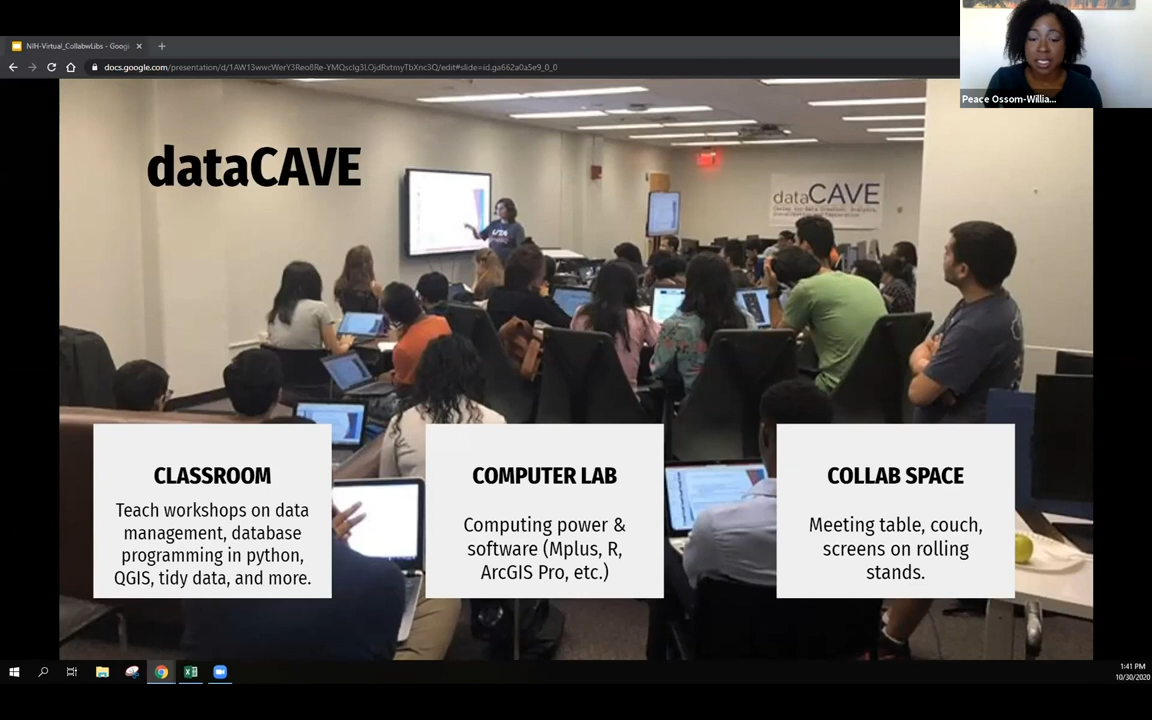 NIH-Virtual_CollabwLibs - Googl
docs.google.com/presentation/d/1AW13wwcWerY3Reo8Re-YMQsclg3LOjdRxtmyTbXnc3Q/edit#slide=id.ga662a0a5e9_0_0
Peace Ossom-Willia...
dataCAVE
dataCAVE
UTA
CLASSROOM
Teach workshops on data
management, database
programming in python,
QGIS, tidy data, and more.
COMPUTER LAB
Computing power &
software (Mplus, R,
ArcGIS Pro, etc.)
COLLAB SPACE
Meeting table, couch,
screens on rolling
stands.
1:41 PM
10/30/2020